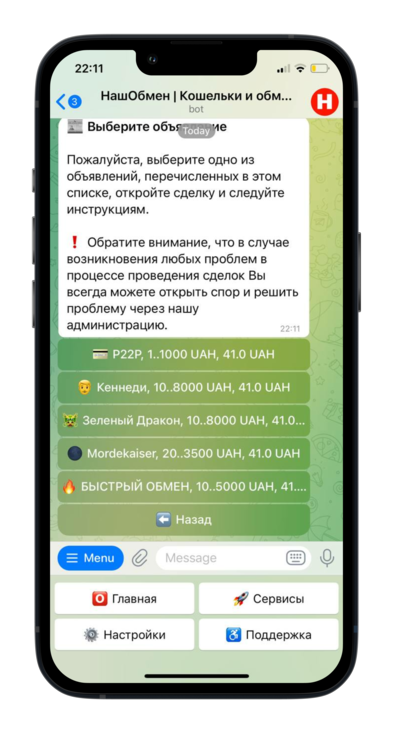 22:11
3
НашОбмен | Кошельки и обм...
bot
H
Выберите объя
Today
ие
Пожалуйста, выберите одно из
объявлений, перечисленных в этом
списке, откройте сделку и следуйте
инструкциям.
❗ Обратите внимание, что в случае
возникновения любых проблем в
процессе проведения сделок Вы
всегда можете открыть спор и решить
проблему через нашу
администрацию.
22:11
💳 P22P, 1..1000 UAH, 41.0 UAH
Кеннеди, 10..8000 UAH, 41.0 UAH
Зеленый Дракон, 10..8000 UAH, 41.0...
🌑 Mordekaiser, 20..3500 UAH, 41.0 UAH
🔥 БЫСТРЫЙ ОБМЕН, 10..5000 UAH, 41....
⬅️ Назад
Menu
Message
🅾️ Главная
🚀 Сервисы
⚙️ Настройки
♿ Поддержка